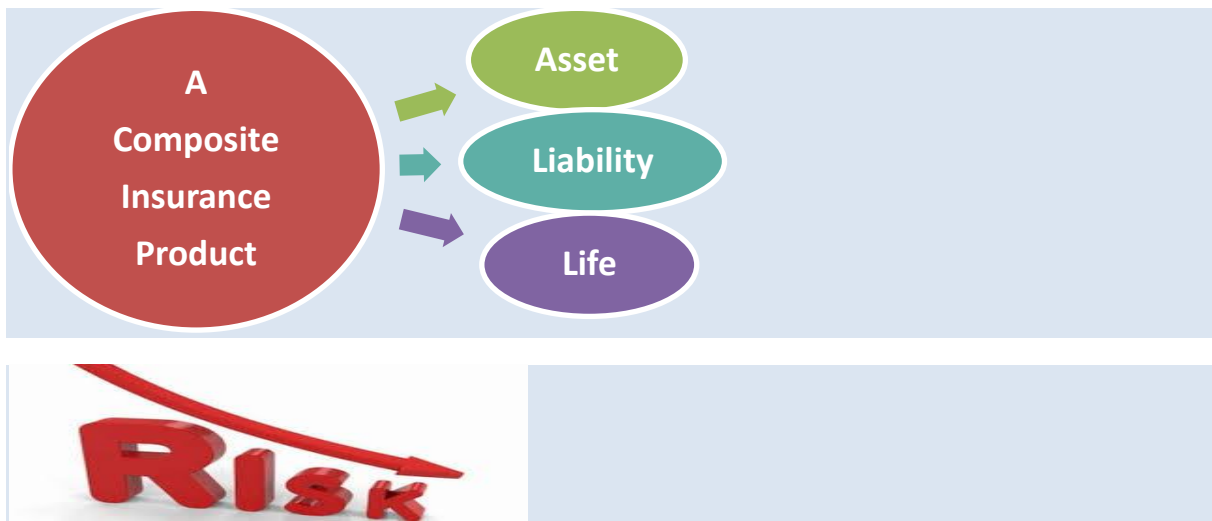 A
Composite
Insurance
Product
Asset
Liability
Life
RISK